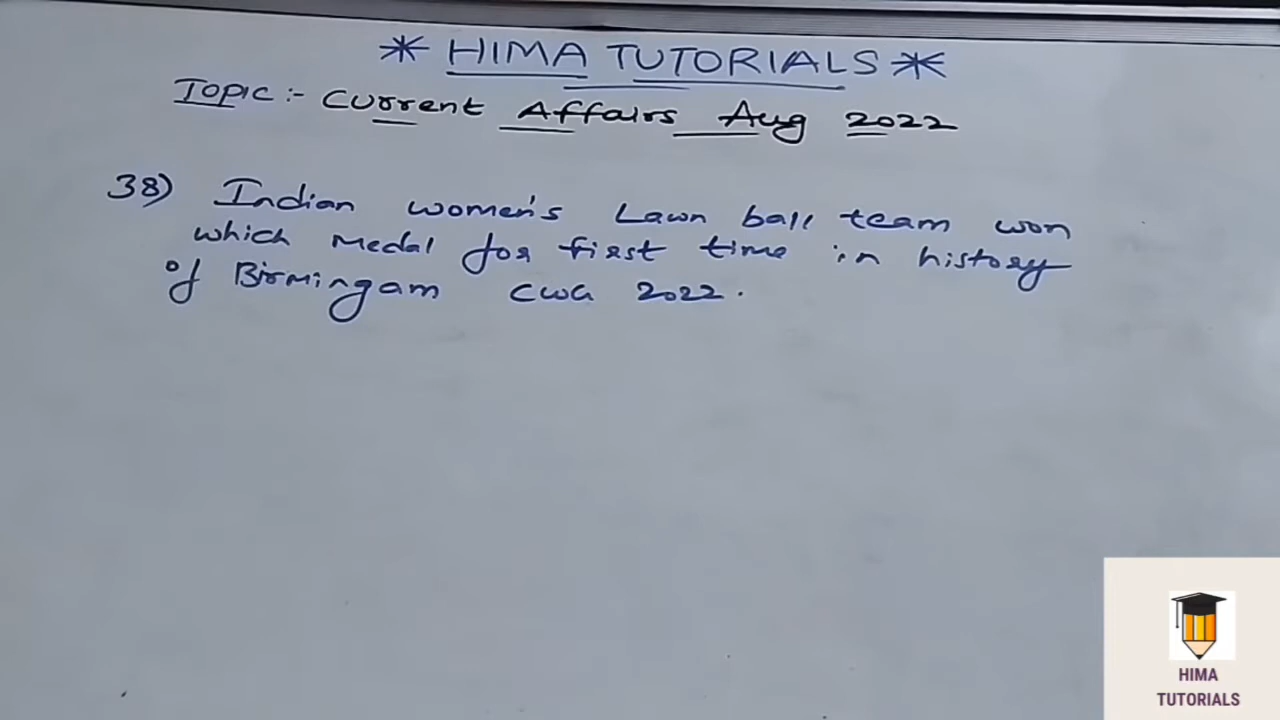 * HIMA TUTORIALS *
Topic:- Current Affairs Aug 2022
38) Indian women's Lawn ball team won
which Medal for first time in history
of Birmingam CWG 2022.
HIMA
TUTORIALS